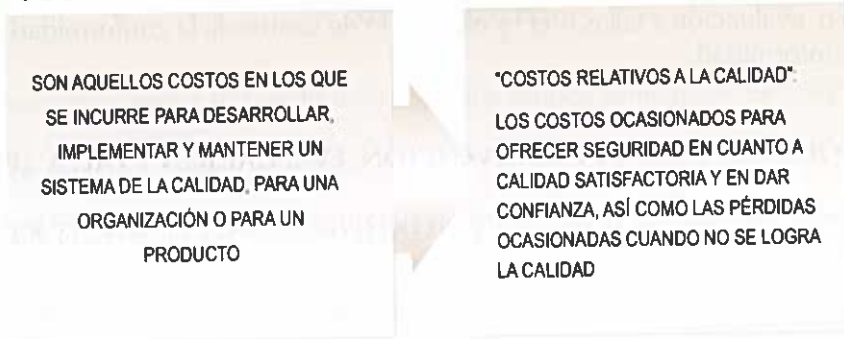 SON AQUELLOS COSTOS EN LOS QUE
SE INCURRE PARA DESARROLLAR,
IMPLEMENTAR Y MANTENER UN
SISTEMA DE LA CALIDAD, PARA UNA
ORGANIZACIÓN O PARA UN
PRODUCTO
"COSTOS RELATIVOS A LA CALIDAD":
LOS COSTOS OCASIONADOS PARA
OFRECER SEGURIDAD EN CUANTO A
CALIDAD SATISFACTORIA Y EN DAR
CONFIANZA, ASÍ COMO LAS PÉRDIDAS
OCASIONADAS CUANDO NO SE LOGRA
LA CALIDAD